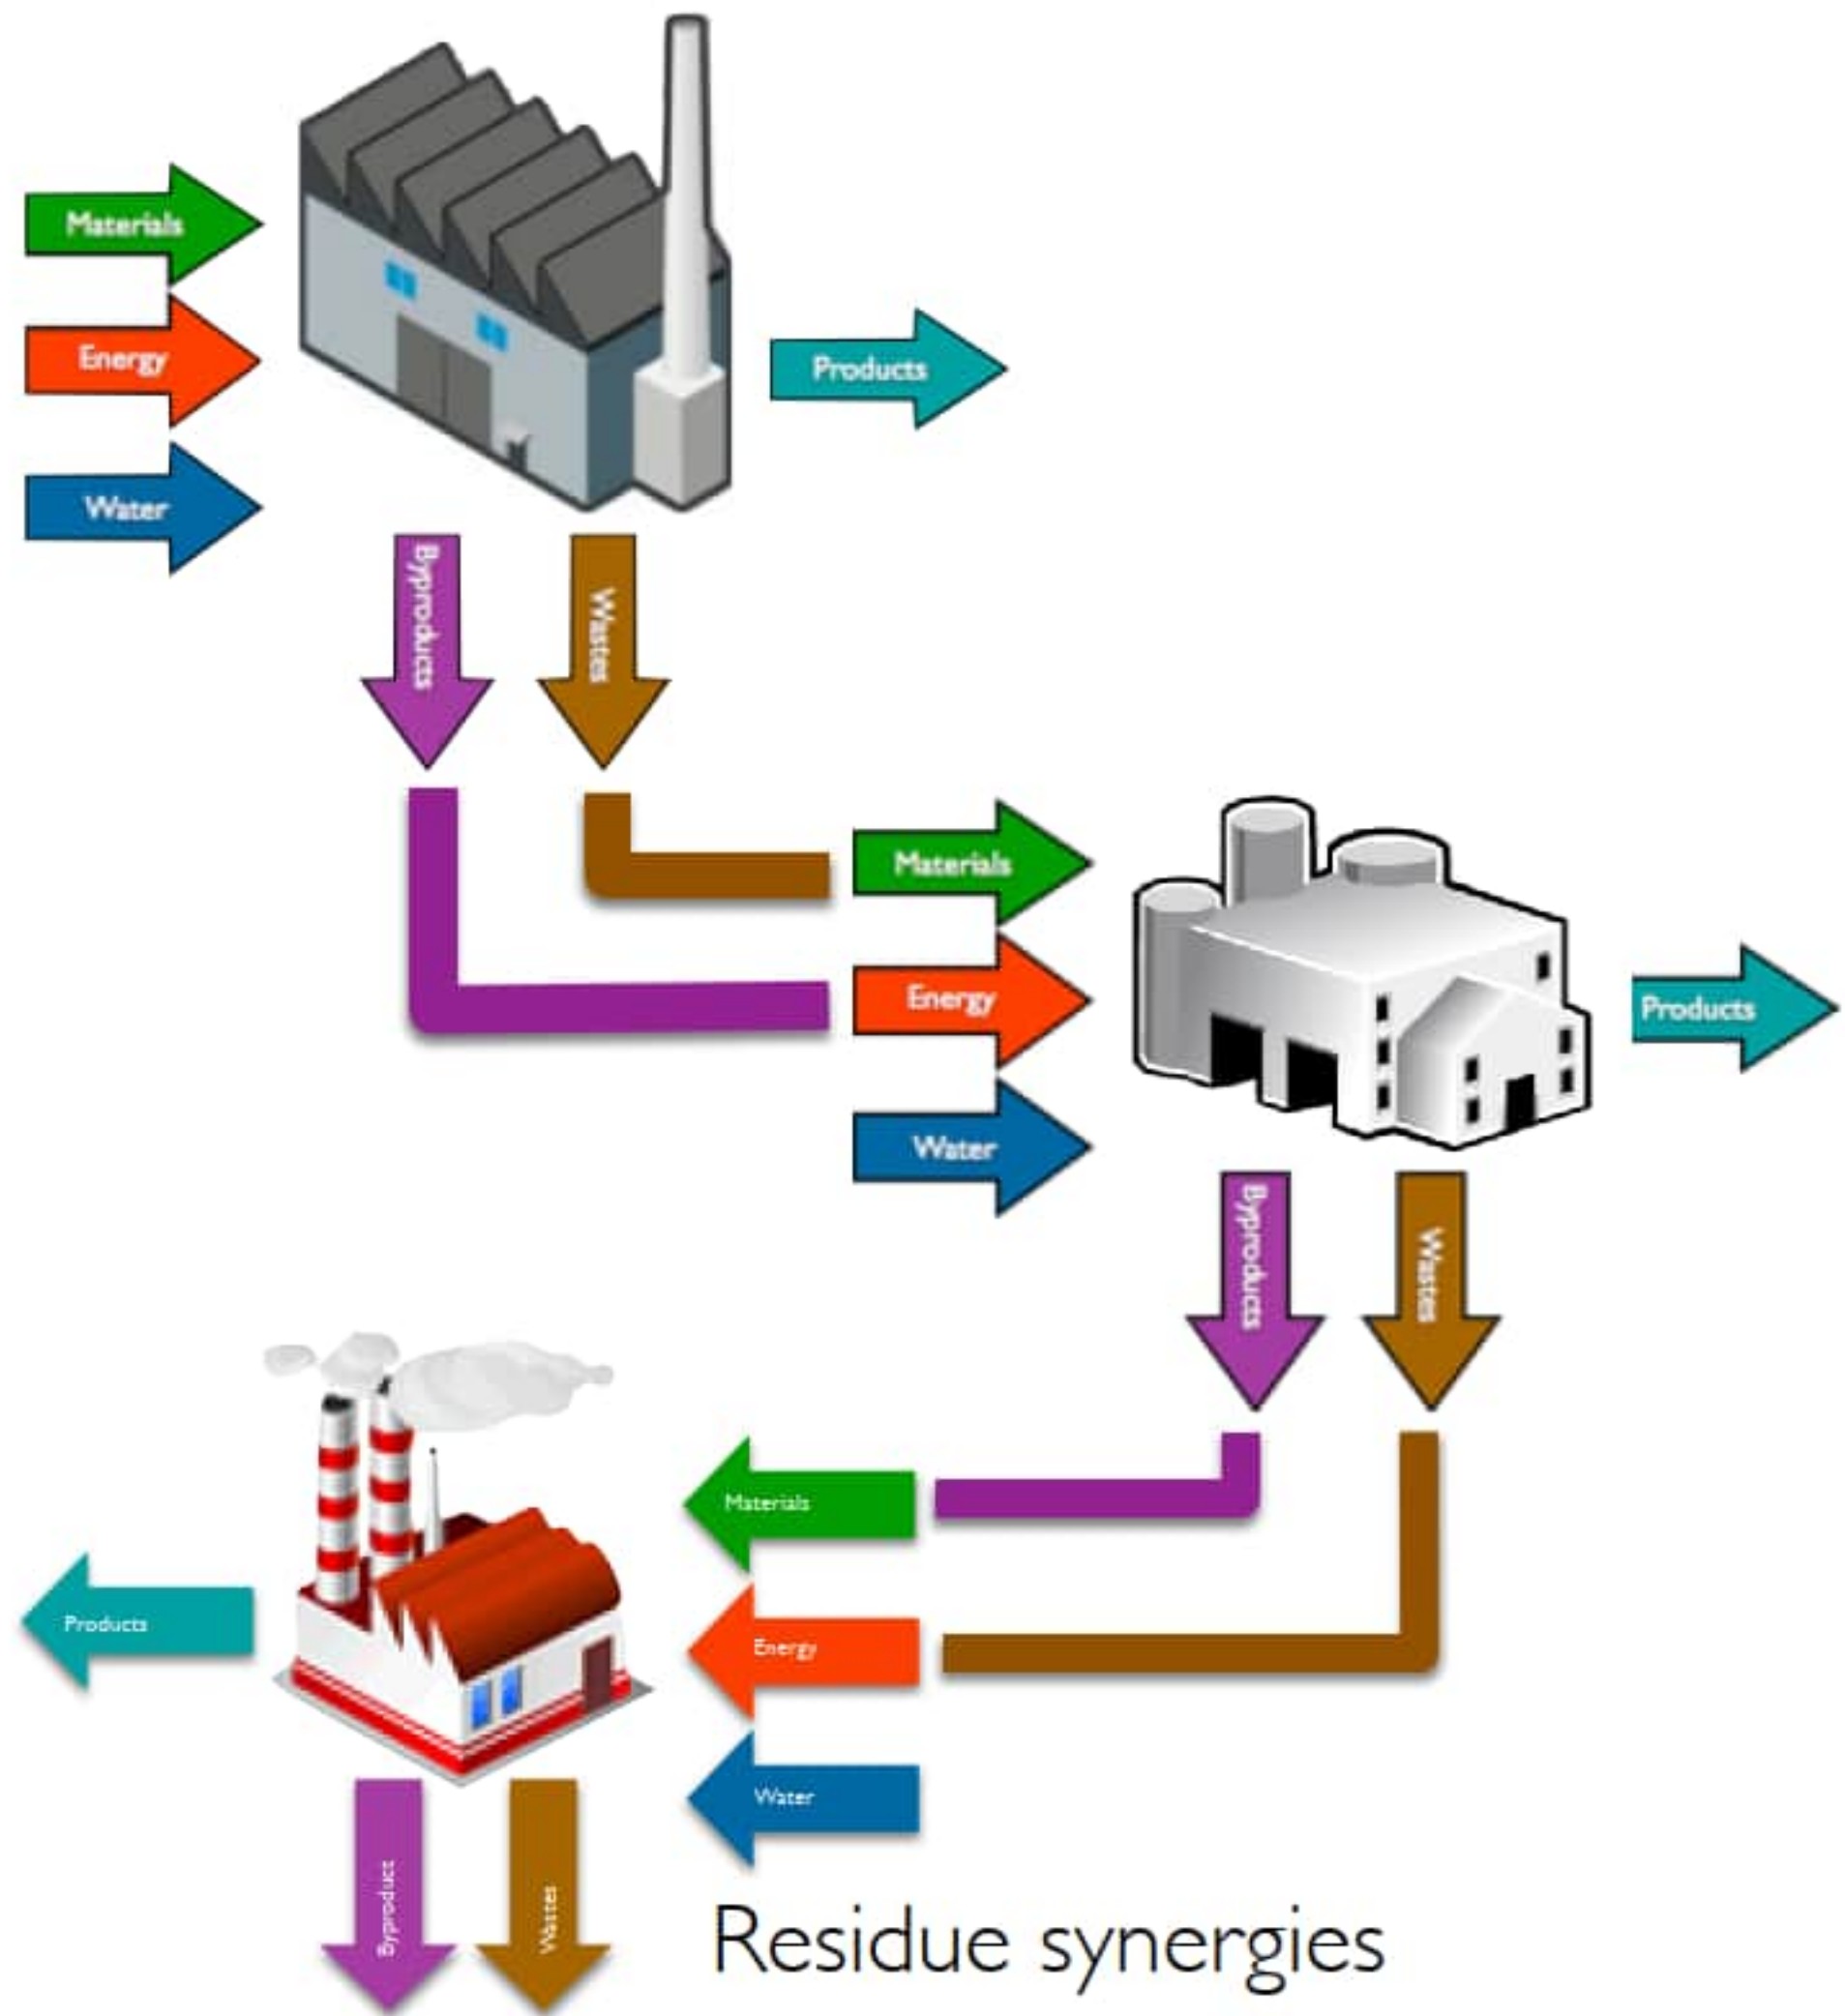 Materials
Energy
Products
Water
Byproducts
Wastes
Materials
Energy
Products
Water
Byproducts
Wastes
Materials
Products
Energy
Water
Byproduct
Wastes
Residue synergies